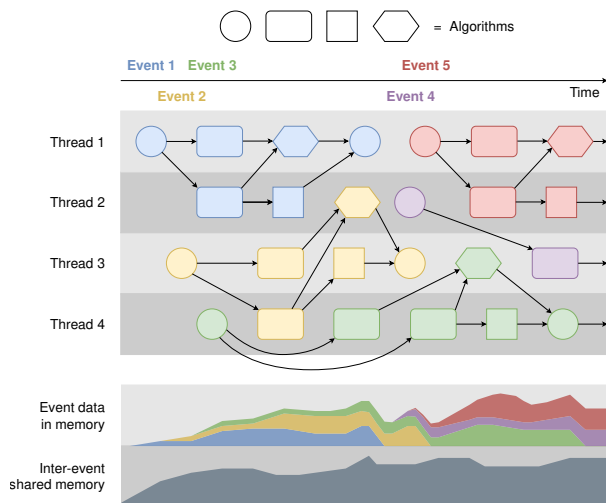 = Algorithms
Event 1 Event 3 Event 5
Event 2 Event 4 Time
Thread 1
Thread 2
Thread 3
Thread 4
Event data
in memory
Inter-event
shared memory